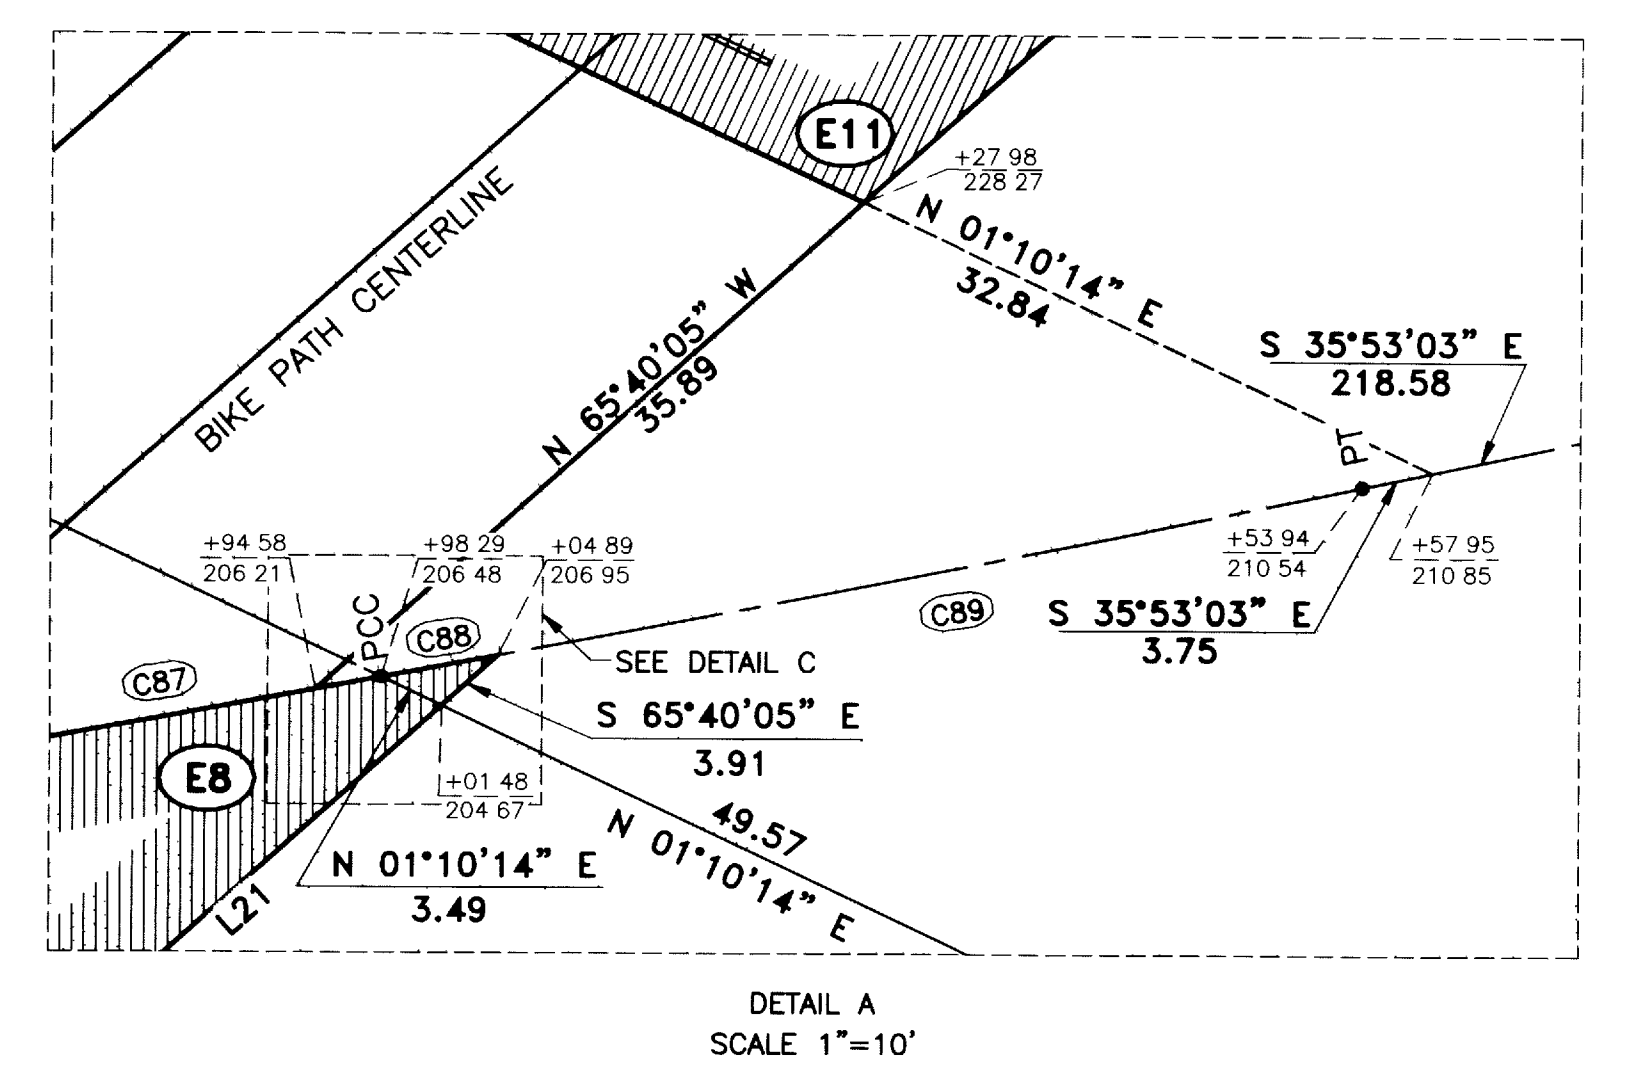 E11
+27 98
228 27
N 01°10'14" E
32.84
BIKE PATH CENTERLINE
N 65°40'05" W
35.89
S 35°53'03" E
218.58
PT
+94 58
206 21
+98 29
206 48
+04 89
206 95
+53 94
210 54
+57 95
210 85
PCC
C88
C89
S 35°53'03" E
3.75
C87
SEE DETAIL C
S 65°40'05" E
3.91
E8
+01 48
204 67
49.57
N 01°10'14" E
N 01°10'14" E
3.49
L21
DETAIL A
SCALE 1"=10'